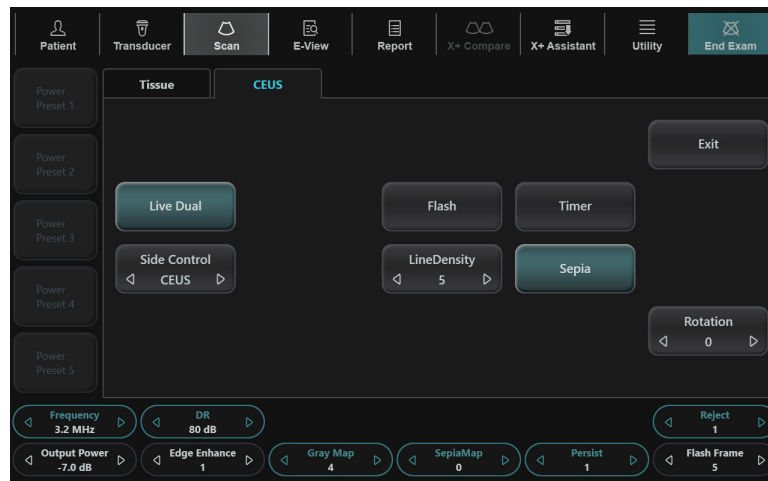 Patient
Transducer
Scan
E-View
Report
X+ Compare
X+ Assistant
Utility
End Exam
Power
Preset 1
Power
Preset 2
Power
Preset 3
Power
Preset 4
Power
Preset 5
Tissue
CEUS
Exit
Live Dual
Flash
Timer
Side Control
CEUS
LineDensity
5
Sepia
Rotation
0
Frequency
3.2 MHz
DR
80 dB
Reject
1
Output Power
-7.0 dB
Edge Enhance
1
Gray Map
4
SepiaMap
0
Persist
1
Flash Frame
5